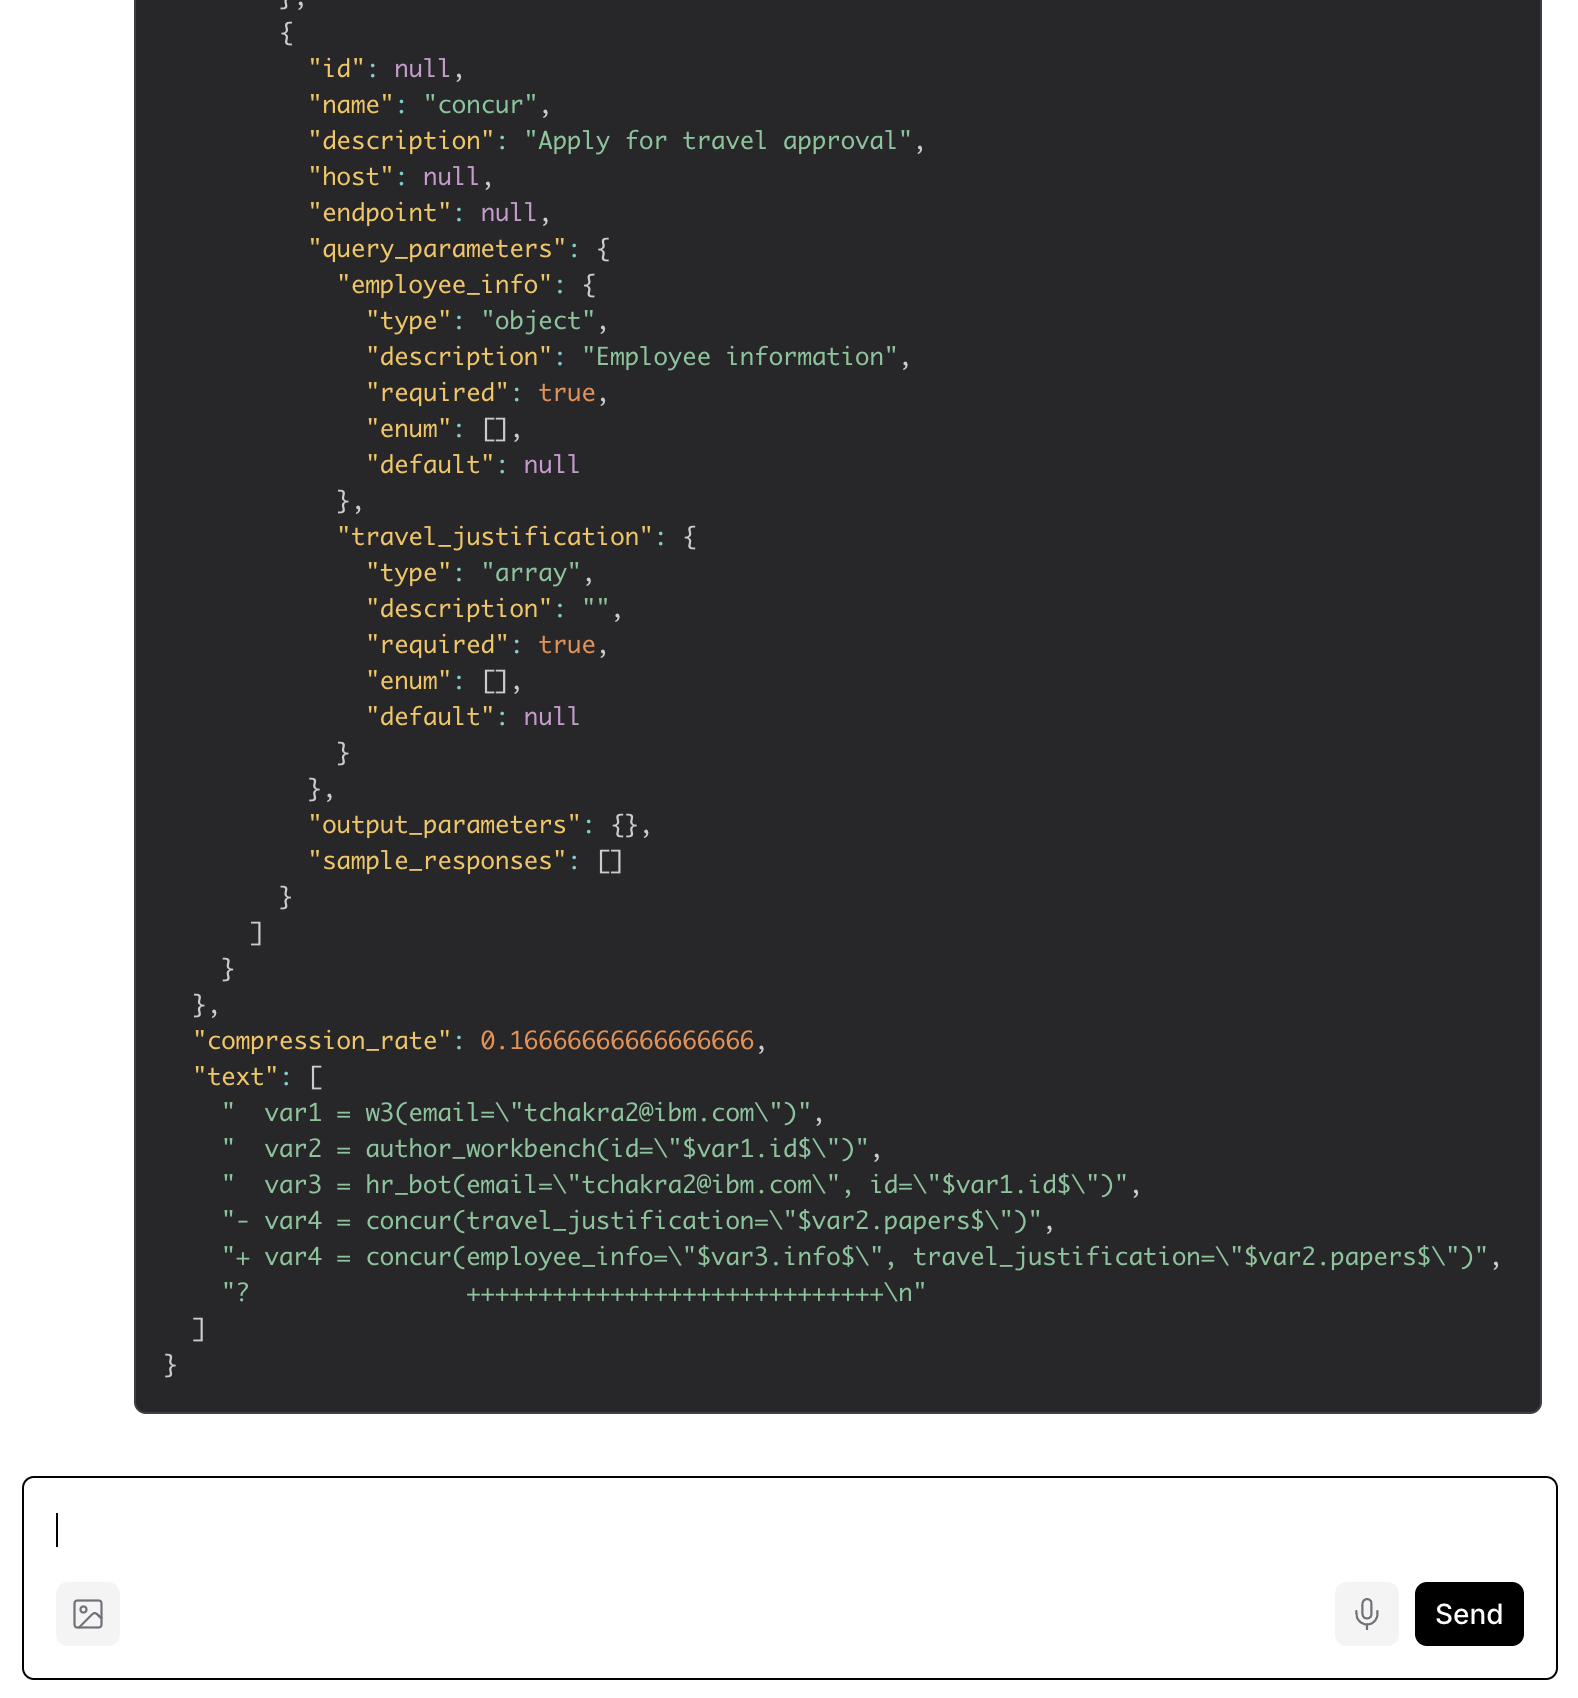 },
{
"id": null,
"name": "concur",
"description": "Apply for travel approval",
"host": null,
"endpoint": null,
"query_parameters": {
"employee_info": {
"type": "object",
"description": "Employee information",
"required": true,
"enum": [],
"default": null
},
"travel_justification": {
"type": "array",
"description": "",
"required": true,
"enum": [],
"default": null
}
},
"output_parameters": {},
"sample_responses": []
}
]
}
},
"compression_rate": 0.16666666666666666,
"text": [
"  var1 = w3(email=\"tchakra2@ibm.com\")",
"  var2 = author_workbench(id=\"$var1.id$\")",
"  var3 = hr_bot(email=\"tchakra2@ibm.com\", id=\"$var1.id$\")",
"- var4 = concur(travel_justification=\"$var2.papers$\")",
"+ var4 = concur(employee_info=\"$var3.info$\", travel_justification=\"$var2.papers$\")",
"?               +++++++++++++++++++++++++++++\n"
]
}
Send